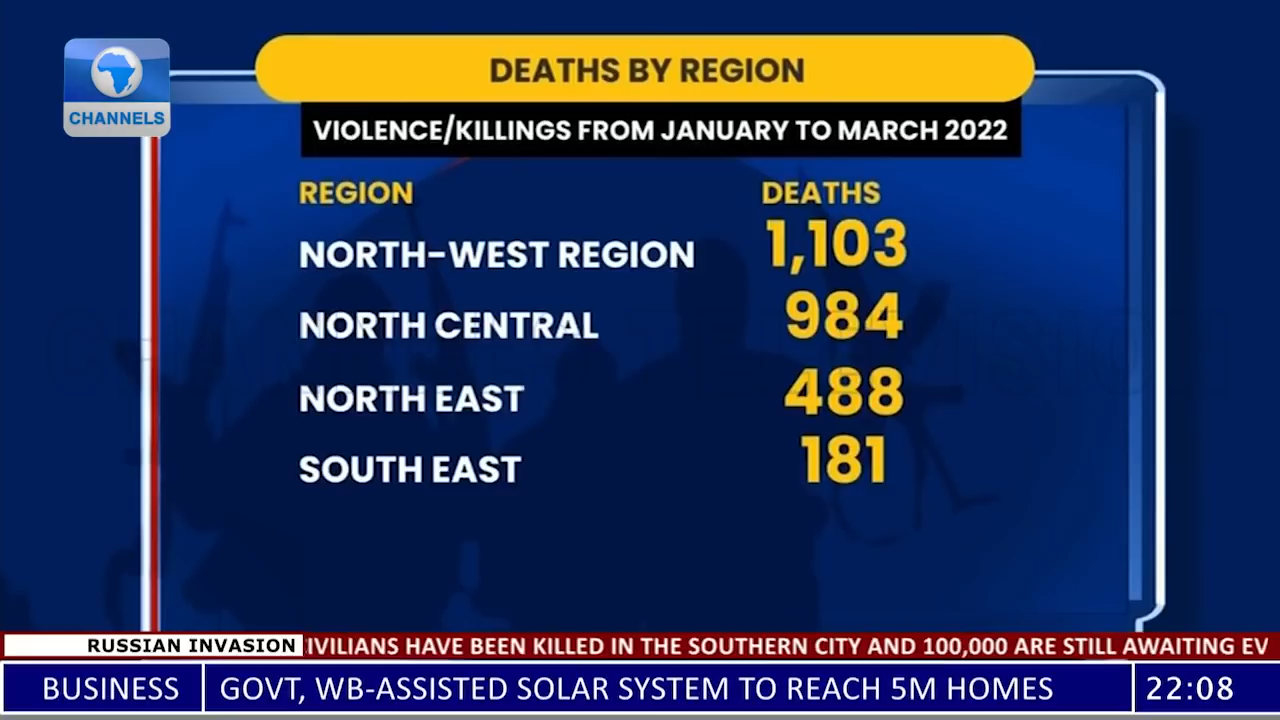 CHANNELS
DEATHS BY REGION
VIOLENCE/KILLINGS FROM JANUARY TO MARCH 2022
REGION DEATHS
NORTH-WEST REGION 1,103
NORTH CENTRAL 984
NORTH EAST 488
SOUTH EAST 181
RUSSIAN INVASION IVILIANS HAVE BEEN KILLED IN THE SOUTHERN CITY AND 100,000 ARE STILL AWAITING EV
BUSINESS GOVT, WB-ASSISTED SOLAR SYSTEM TO REACH 5M HOMES 22:08